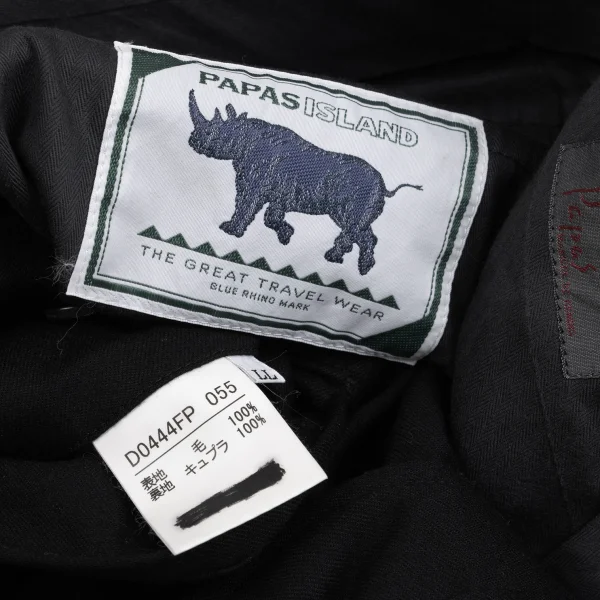 PAPAS ISLAND
THE GREAT TRAVEL WEAR
BLUE RHINO MARK
LL
D0444FP 055
表地 毛 100%
裏地 キュプラ 100%
Papas